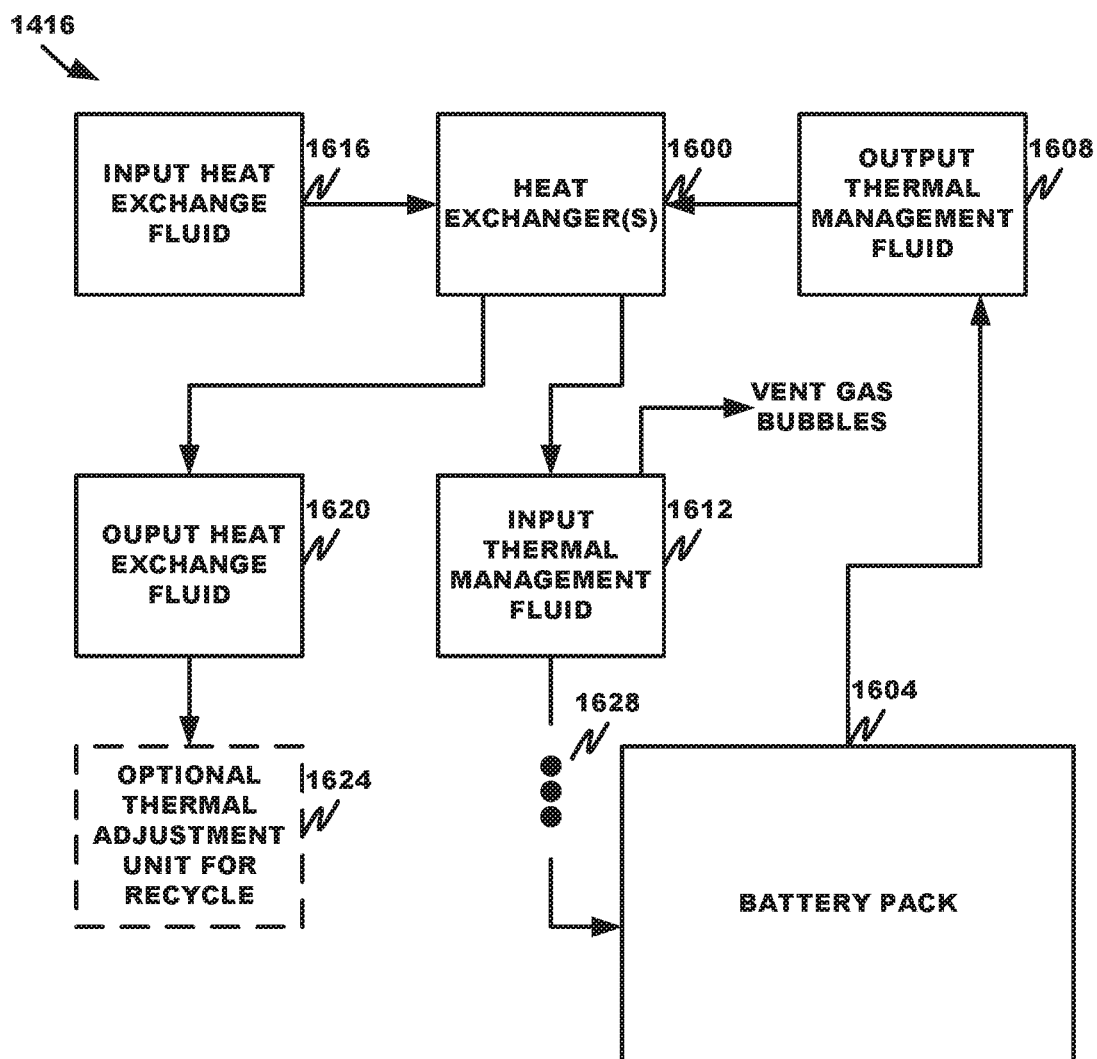 1416
INPUT HEAT
EXCHANGE
FLUID
1616
HEAT
EXCHANGER(S)
1600
OUTPUT
THERMAL
MANAGEMENT
FLUID
1608
VENT GAS
BUBBLES
OUPUT HEAT
EXCHANGE
FLUID
1620
INPUT
THERMAL
MANAGEMENT
FLUID
1612
1628
1604
OPTIONAL
THERMAL
ADJUSTMENT
UNIT FOR
RECYCLE
1624
BATTERY PACK